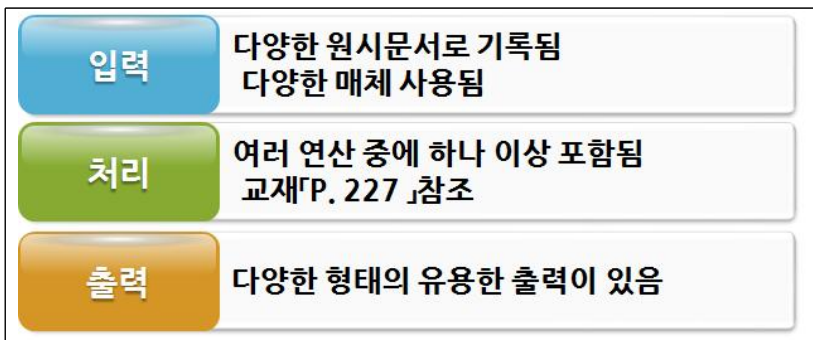 입력
다양한 원시문서로 기록됨
다양한 매체 사용됨
처리
여러 연산 중에 하나 이상 포함됨
교재「P. 227 」참조
출력
다양한 형태의 유용한 출력이 있음